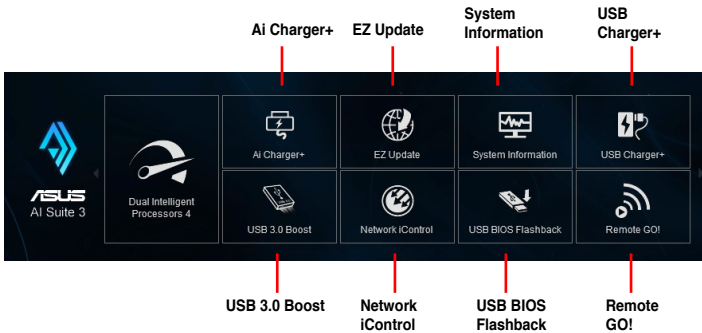 System
Information
USB
Charger+
Ai Charger+
EZ Update
Ai Charger+
EZ Update
System Information
USB Charger+
ASUS
AI Suite 3
Dual Intelligent
Processors 4
USB 3.0 Boost
Network iControl
USB BIOS Flashback
Remote GO!
USB 3.0 Boost
Network
iControl
USB BIOS
Flashback
Remote
GO!